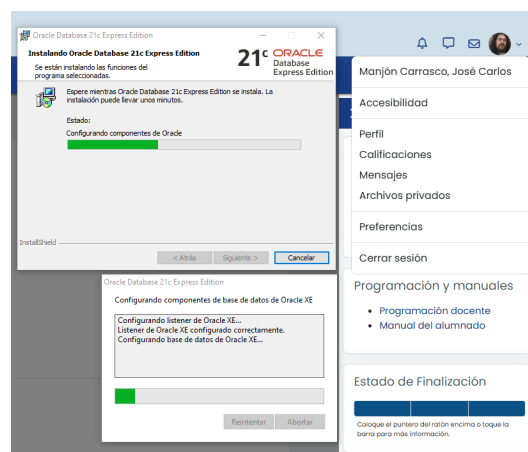 Oracle Database 21c Express Edition
Instalando Oracle Database 21c Express Edition
Se están instalando las funciones del
programa seleccionadas.
21c ORACLE
Database
Express Edition
Espere mientras Oracle Database 21c Express Edition se instala. La
instalación puede llevar unos minutos.
Estado:
Configurando componentes de Oracle
InstallShield
< Atrás
Siguiente >
Cancelar
Oracle Database 21c Express Edition
Configurando componentes de base de datos de Oracle XE
Configurando listener de Oracle XE...
Listener de Oracle XE configurado correctamente.
Configurando base de datos de Oracle XE...
Reintentar
Abortar
Manjón Carrasco, José Carlos
Accesibilidad
Perfil
Calificaciones
Mensajes
Archivos privados
Preferencias
Cerrar sesión
Programación y manuales
Programación docente
Manual del alumnado
Estado de Finalización
Coloque el puntero del ratón encima o toque la
barra para más información.